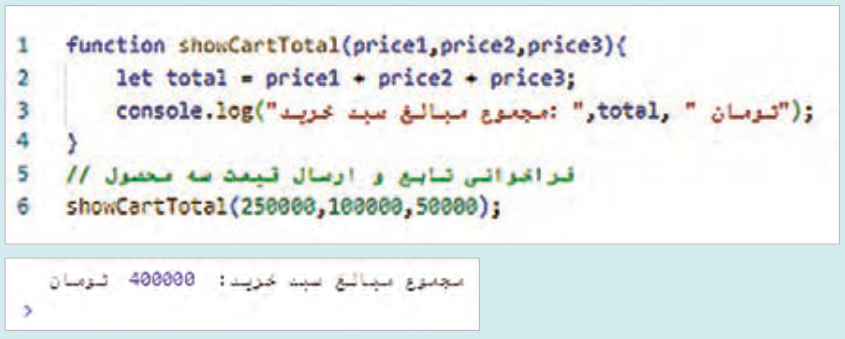 1 function showCartTotal(price1,price2,price3){
2 let total = price1 + price2 + price3;
3 console.log("مجموع مبالغ سبد خرید: ",total, " تومان");
4 }
5 // فراخوانی تابع و ارسال قیمت سه محصول
6 showCartTotal(250000,100000,50000);
مجموع مبالغ سبد خرید: 400000 تومان
>